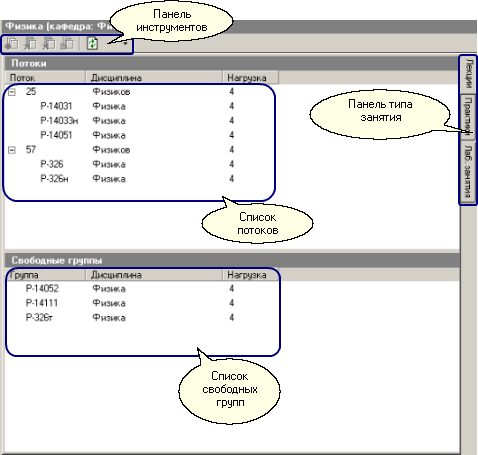 Панель
инструментов
Физика (кафедра: Фи
Потоки
Поток Дисциплина Нагрузка
25 Физиков 4
Р-14031 Физика 4
Р-14033н Физика 4
Р-14051 Физика 4
57 Физиков 4
Р-326 Физика 4
Р-326н Физика 4
Лекции
Практики
Лаб. занятия
Панель типа
занятия
Список
потоков
Свободные группы
Группа Дисциплина Нагрузка
Р-14052 Физика 4
Р-14111 Физика 4
Р-326т Физика 4
Список
свободных
групп